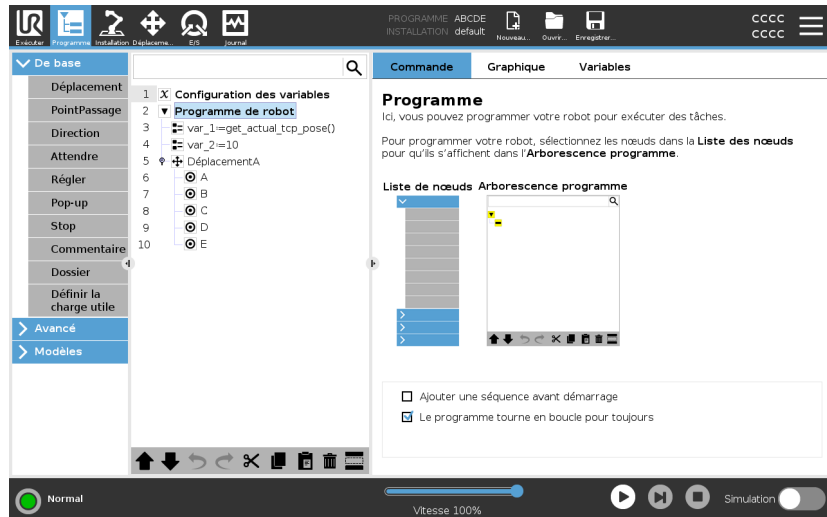 UR
PROGRAMME ABCDE
INSTALLATION default
CCCC
CCCC
Exécuter Programme Installation Déplaceme... E/S Journal
Nouveau... Ouvrir... Enregistrer...
De base
Déplacement
PointPassage
Direction
Attendre
Régler
Pop-up
Stop
Commentaire
Dossier
Définir la
charge utile
Avancé
Modèles
1 X Configuration des variables
2 Programme de robot
3 var_1:=get_actual_tcp_pose()
4 var_2:=10
5 DéplacementA
6 A
7 B
8 C
9 D
10 E
Commande Graphique Variables
Programme
Ici, vous pouvez programmer votre robot pour exécuter des tâches.
Pour programmer votre robot, sélectionnez les nœuds dans la Liste des nœuds
pour qu'ils s'affichent dans l'Arborescence programme.
Liste de nœuds Arborescence programme
Ajouter une séquence avant démarrage
Le programme tourne en boucle pour toujours
Normal
Vitesse 100%
Simulation